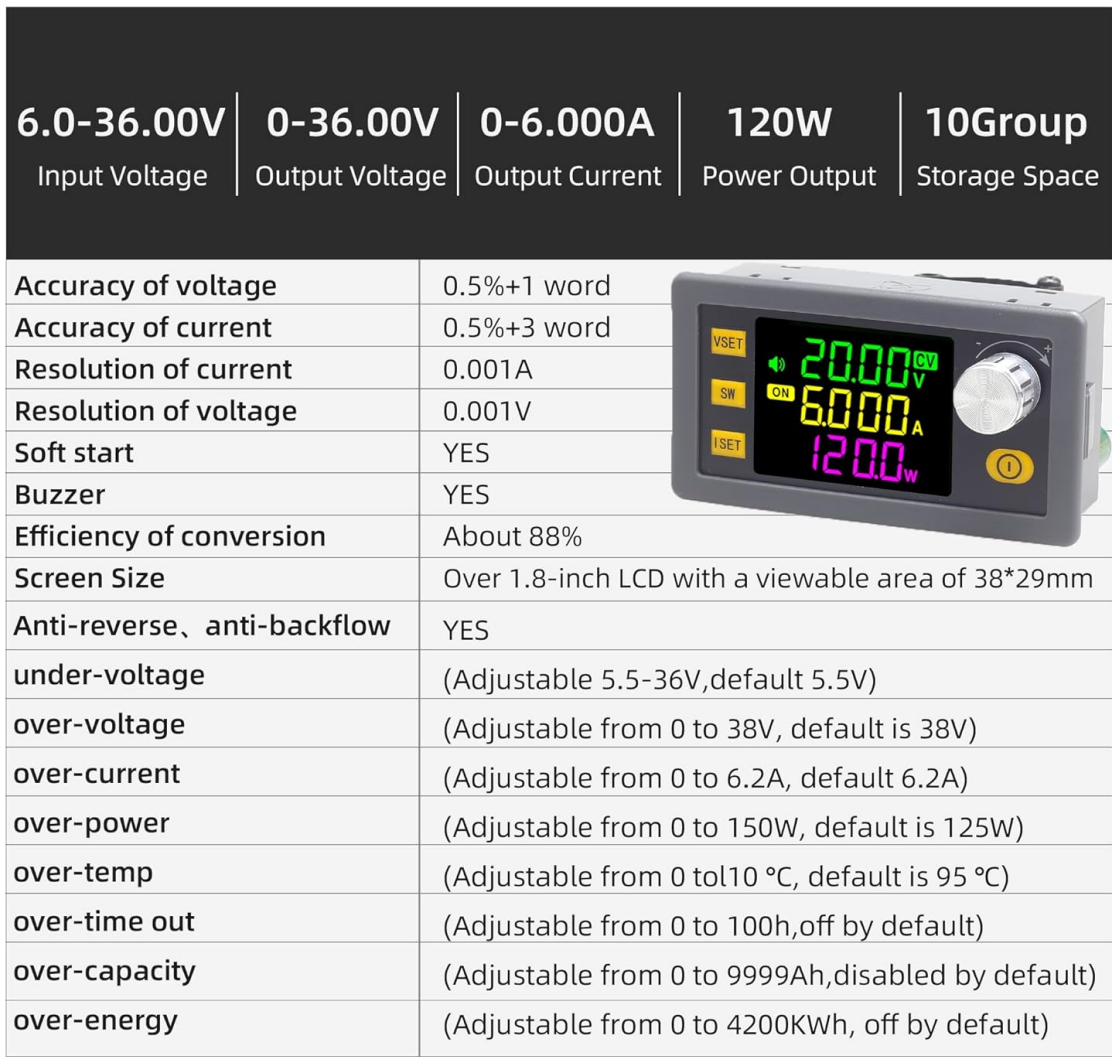 6.0-36.00V
Input Voltage
0-36.00V
Output Voltage
0-6.000A
Output Current
120W
Power Output
10Group
Storage Space
Accuracy of voltage 0.5%+1 word
Accuracy of current 0.5%+3 word
Resolution of current 0.001A
Resolution of voltage 0.001V
Soft start YES
Buzzer YES
Efficiency of conversion About 88%
Screen Size Over 1.8-inch LCD with a viewable area of 38*29mm
Anti-reverse、anti-backflow YES
under-voltage (Adjustable 5.5-36V,default 5.5V)
over-voltage (Adjustable from 0 to 38V, default is 38V)
over-current (Adjustable from 0 to 6.2A, default 6.2A)
over-power (Adjustable from 0 to 150W, default is 125W)
over-temp (Adjustable from 0 tol10 ℃, default is 95 ℃)
over-time out (Adjustable from 0 to 100h,off by default)
over-capacity (Adjustable from 0 to 9999Ah,disabled by default)
over-energy (Adjustable from 0 to 4200KWh, off by default)
VSET
SW
ISET
20.00V CV
ON 6.000A
120.0W
- +